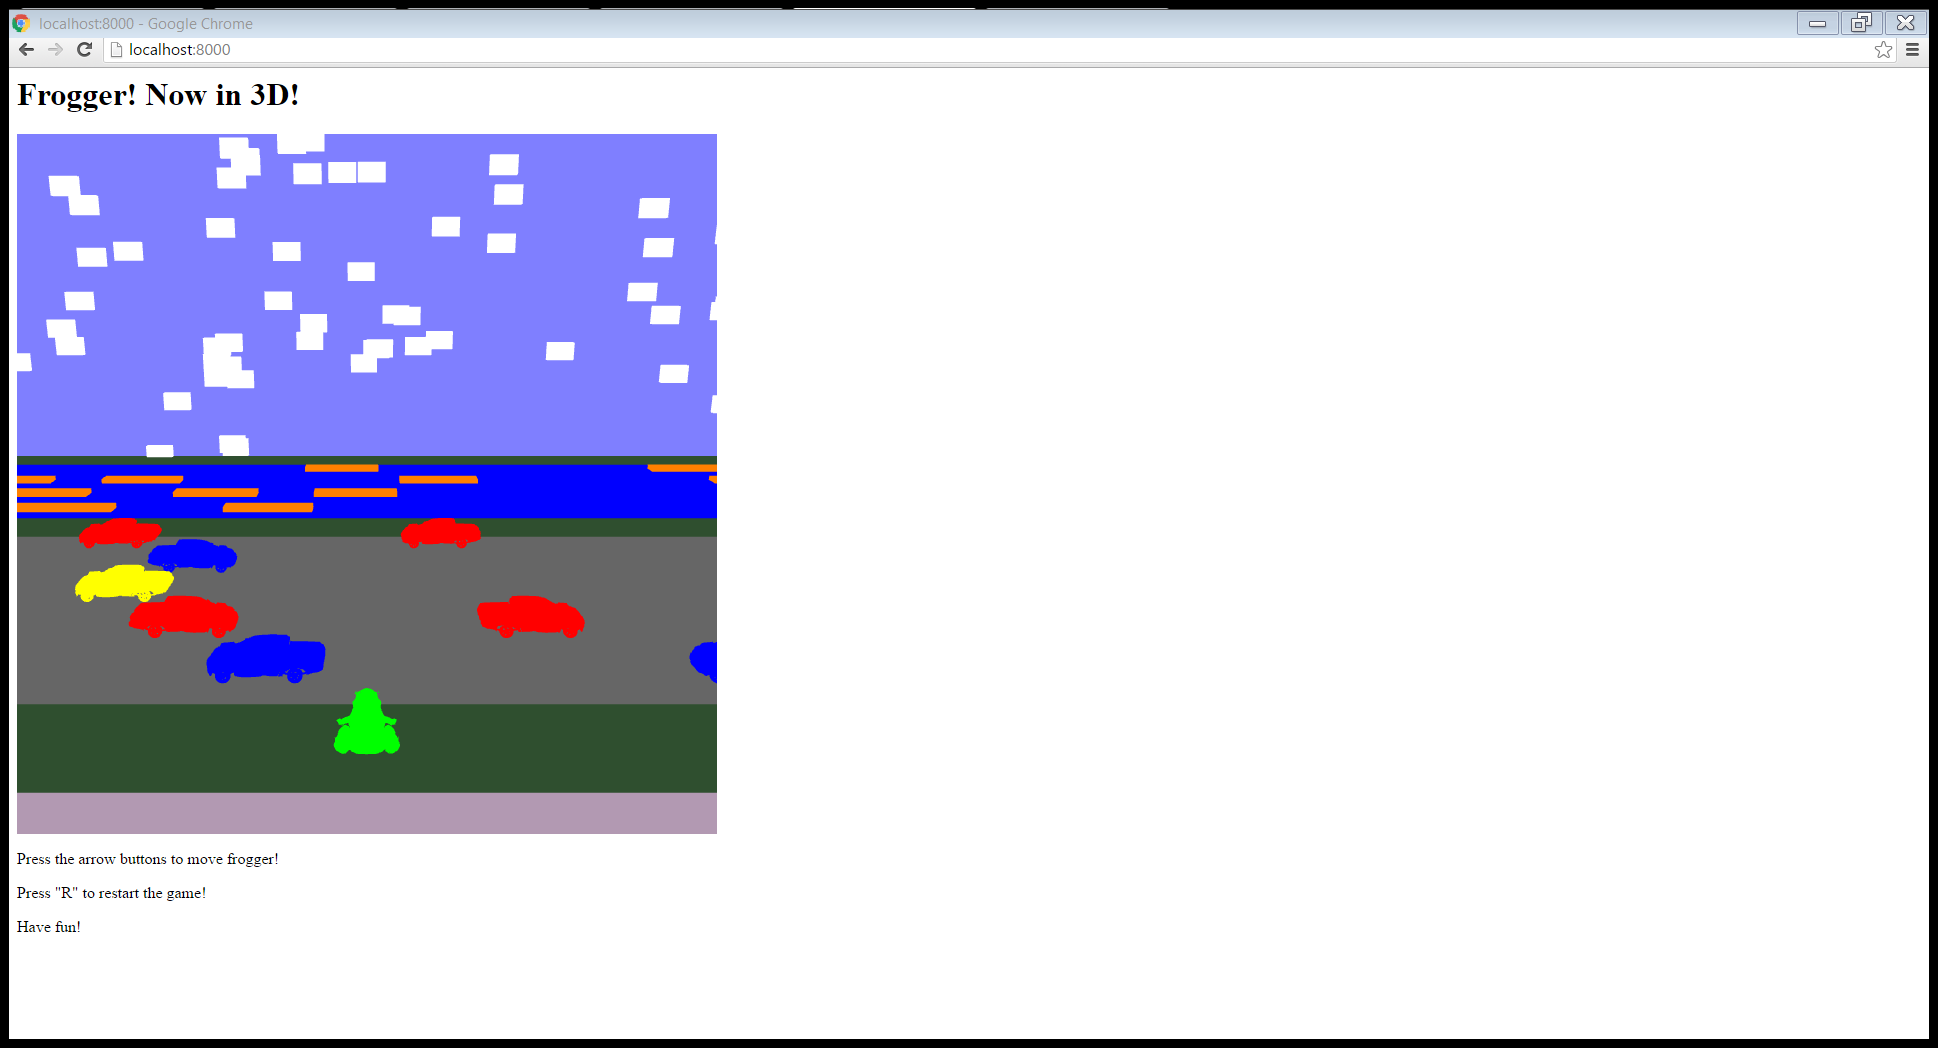 localhost:8000 - Google Chrome
localhost:8000
Frogger! Now in 3D!
Press the arrow buttons to move frogger!
Press "R" to restart the game!
Have fun!